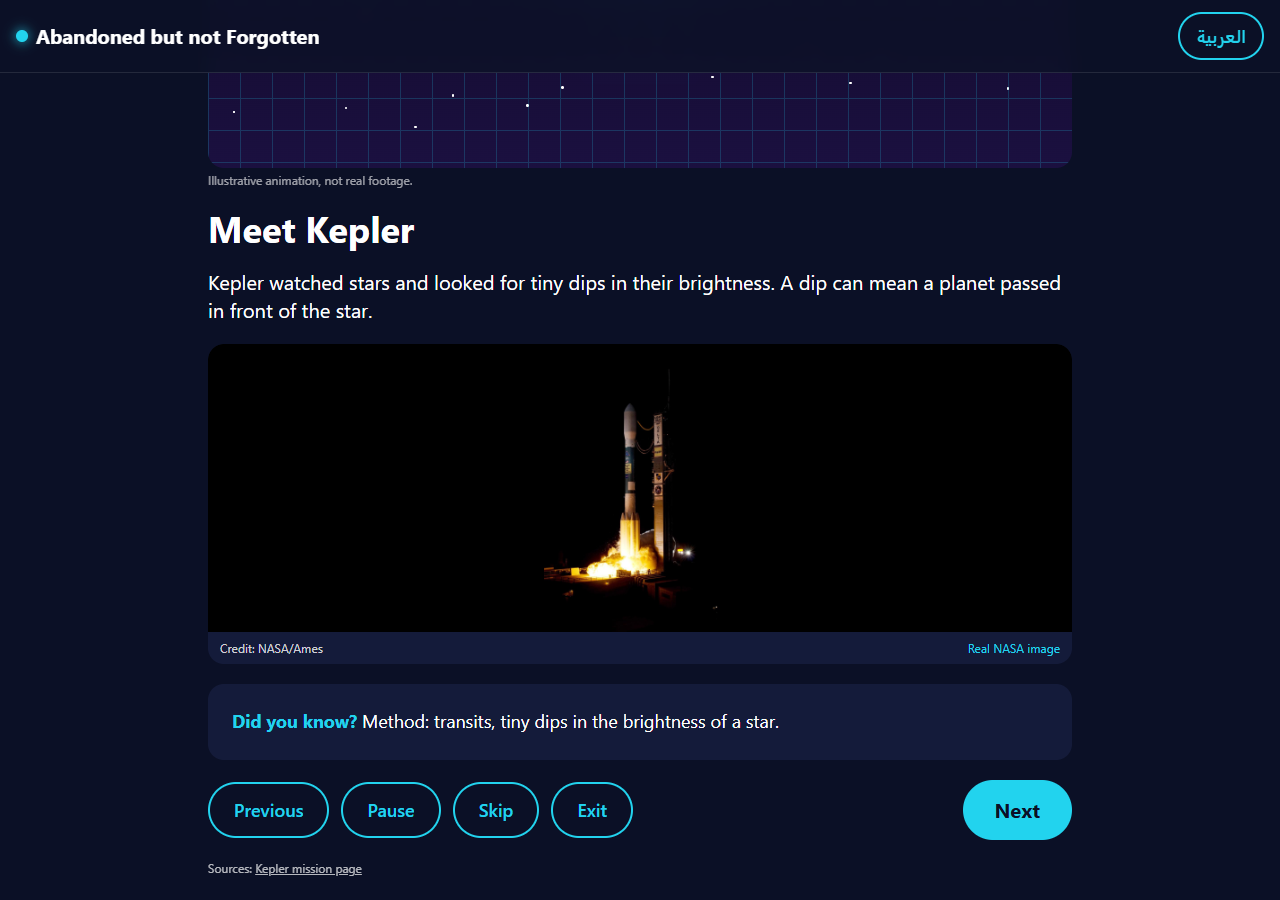 Abandoned but not Forgotten
العربية
Illustrative animation, not real footage.
Meet Kepler
Kepler watched stars and looked for tiny dips in their brightness. A dip can mean a planet passed
in front of the star.
Credit: NASA/Ames
Real NASA image
Did you know? Method: transits, tiny dips in the brightness of a star.
Previous
Pause
Skip
Exit
Next
Sources: Kepler mission page